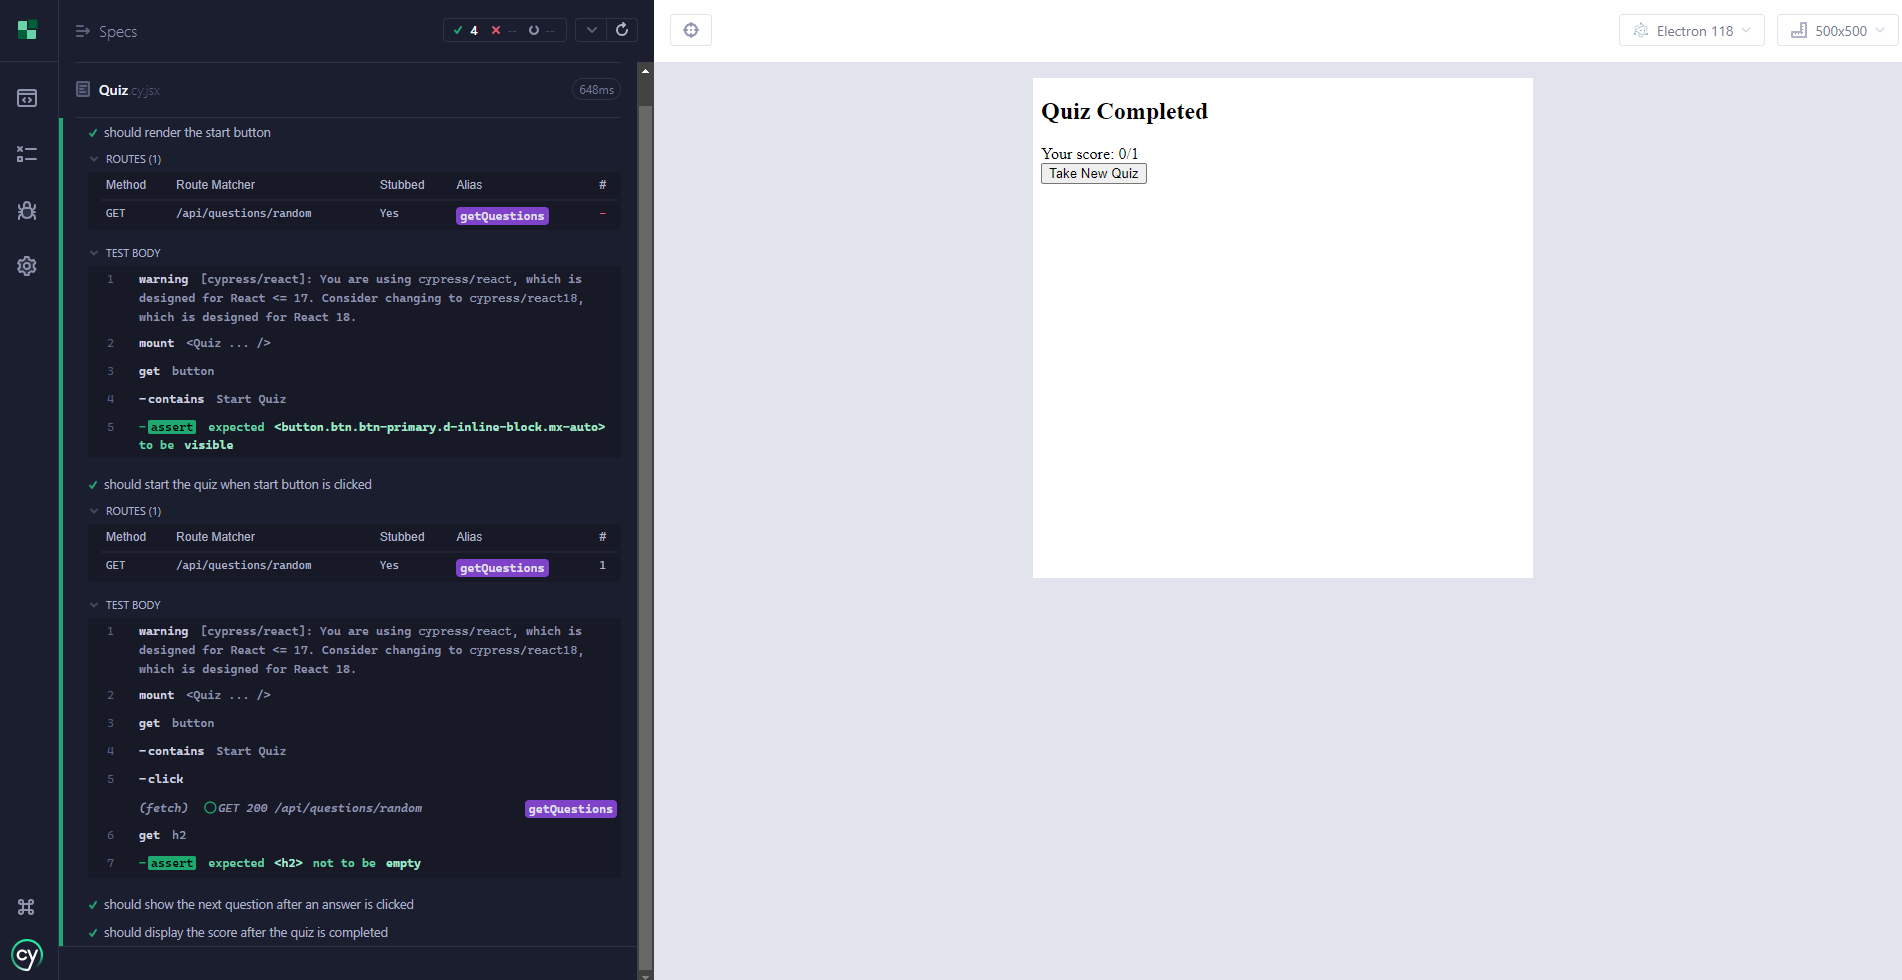 Specs
4 -- --
Quiz.cy.jsx 648ms
should render the start button
ROUTES (1)
Method Route Matcher Stubbed Alias #
GET /api/questions/random Yes getQuestions -
TEST BODY
1 warning [cypress/react]: You are using cypress/react, which is
designed for React <= 17. Consider changing to cypress/react18,
which is designed for React 18.
2 mount <Quiz ... />
3 get button
4 -contains Start Quiz
5 -assert expected <button.btn.btn-primary.d-inline-block.mx-auto>
to be visible
should start the quiz when start button is clicked
ROUTES (1)
Method Route Matcher Stubbed Alias #
GET /api/questions/random Yes getQuestions 1
TEST BODY
1 warning [cypress/react]: You are using cypress/react, which is
designed for React <= 17. Consider changing to cypress/react18,
which is designed for React 18.
2 mount <Quiz ... />
3 get button
4 -contains Start Quiz
5 -click
(fetch) GET 200 /api/questions/random getQuestions
6 get h2
7 -assert expected <h2> not to be empty
should show the next question after an answer is clicked
should display the score after the quiz is completed
cy
Electron 118
500x500
Quiz Completed
Your score: 0/1
Take New Quiz